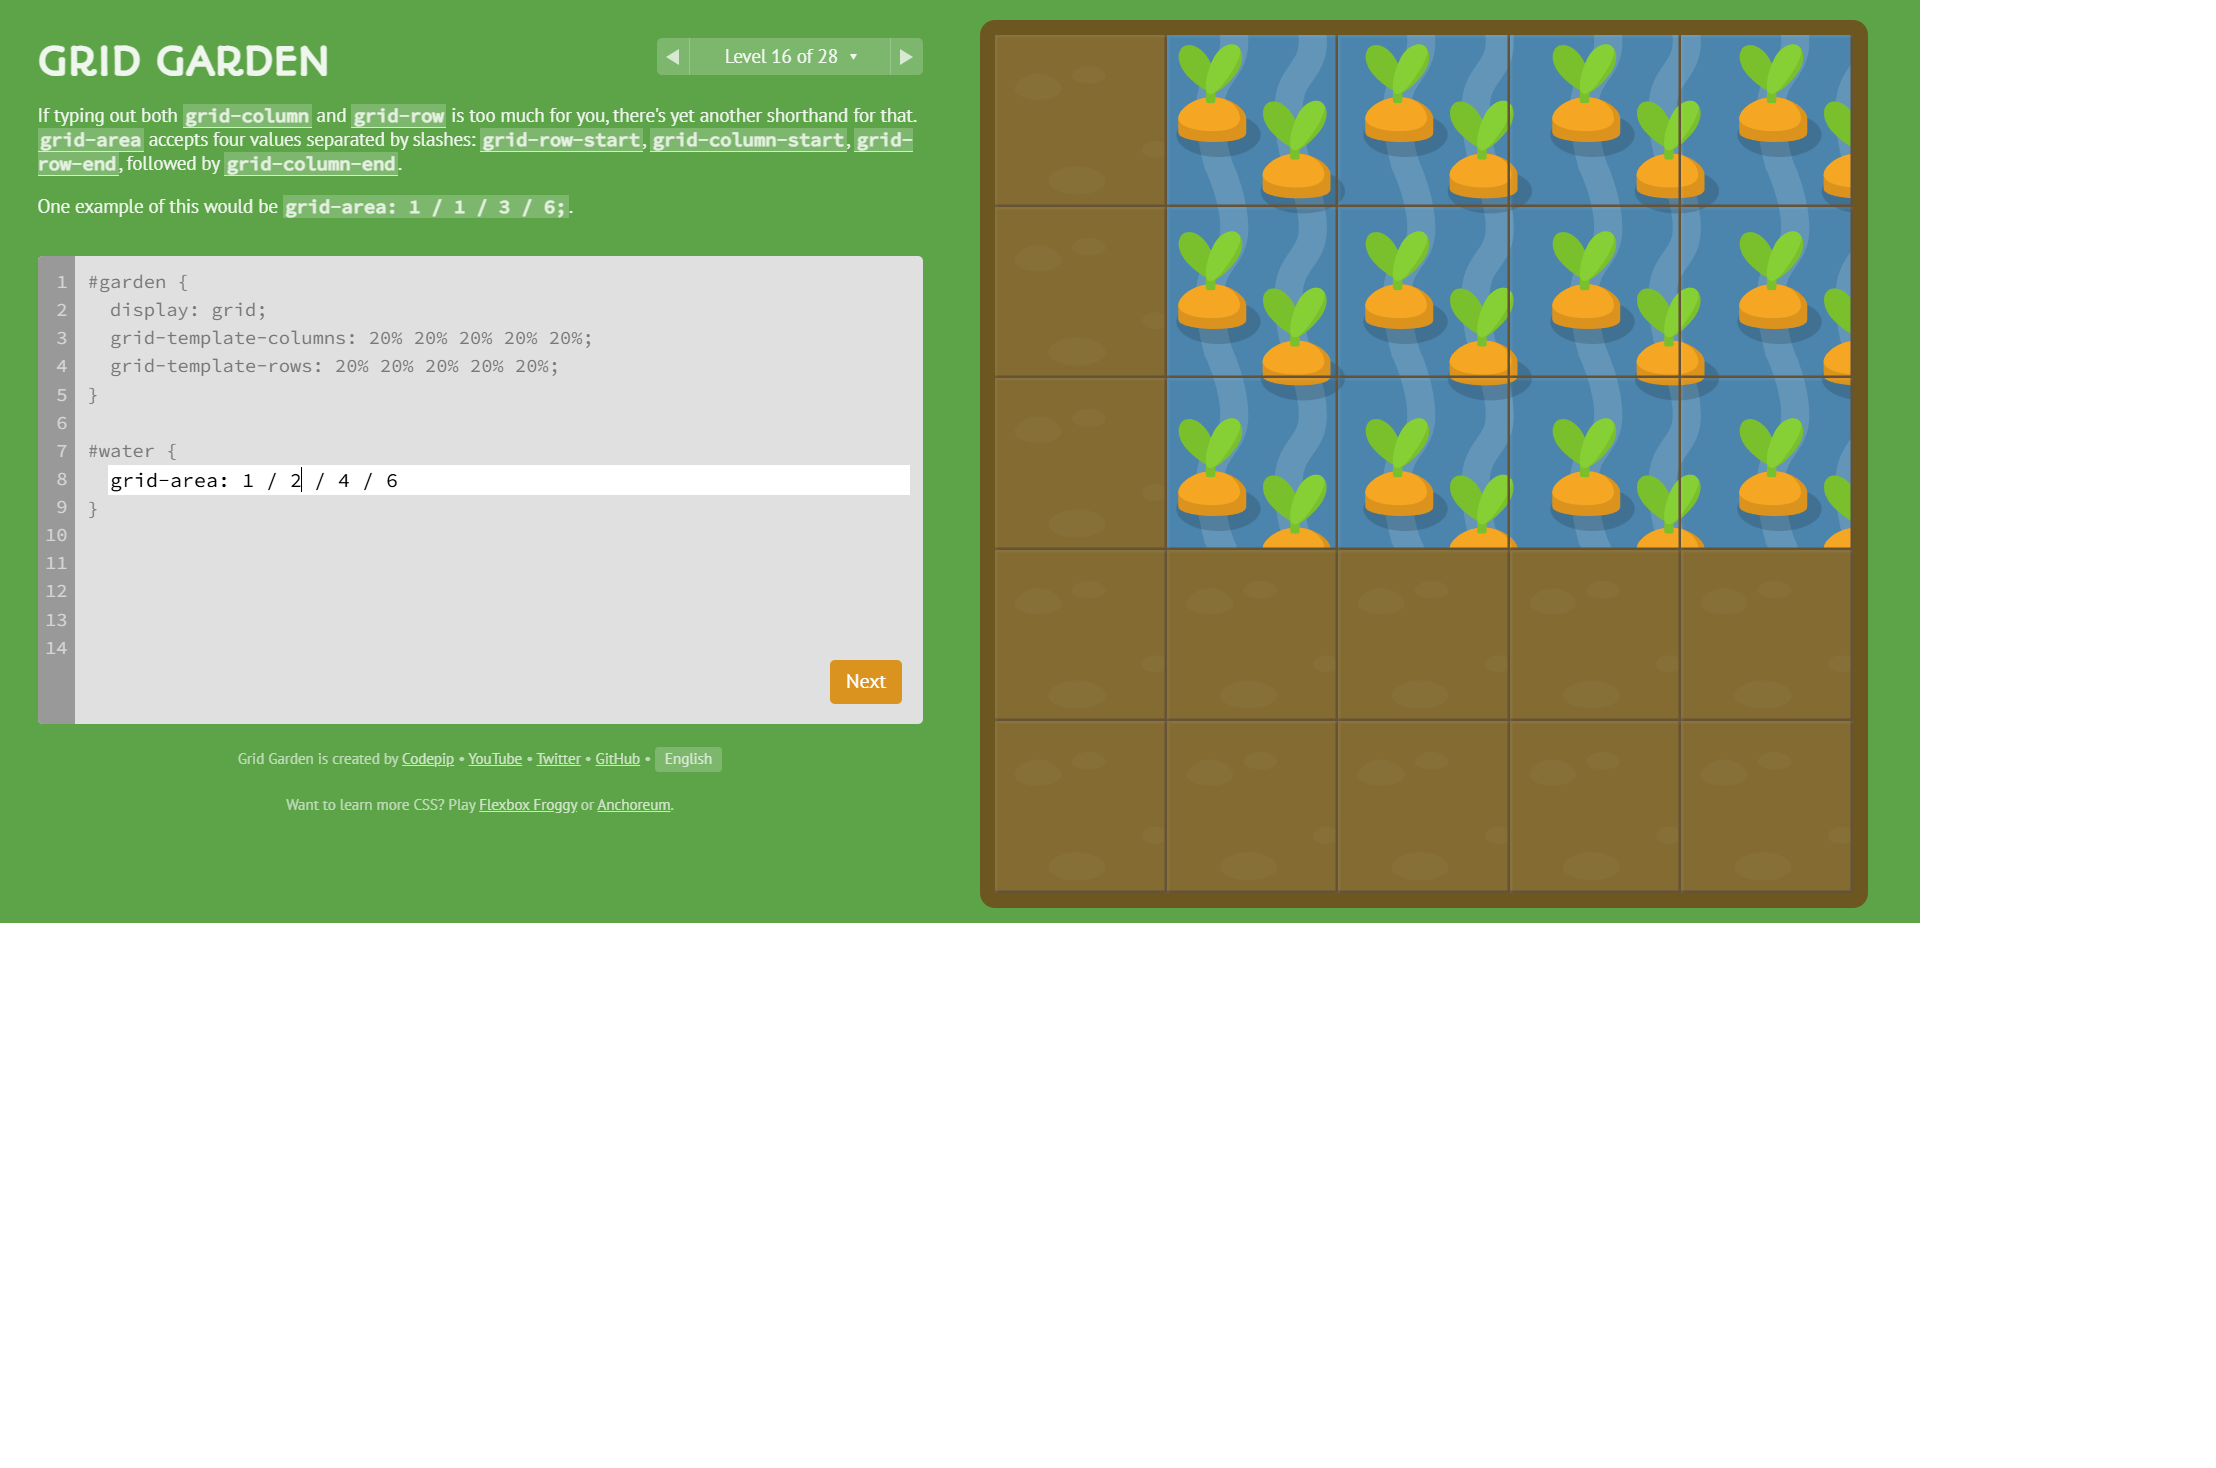 GRID GARDEN
Level 16 of 28 ▾
If typing out both grid-column and grid-row is too much for you, there's yet another shorthand for that.
grid-area accepts four values separated by slashes: grid-row-start, grid-column-start, grid-
row-end, followed by grid-column-end.
One example of this would be grid-area: 1 / 1 / 3 / 6;.
1 #garden {
2 display: grid;
3 grid-template-columns: 20% 20% 20% 20% 20%;
4 grid-template-rows: 20% 20% 20% 20% 20%;
5 }
6
7 #water {
8 grid-area: 1 / 2 / 4 / 6
9 }
10
11
12
13
14
Next
Grid Garden is created by Codepip • YouTube • Twitter • GitHub • English
Want to learn more CSS? Play Flexbox Froggy or Anchoreum.